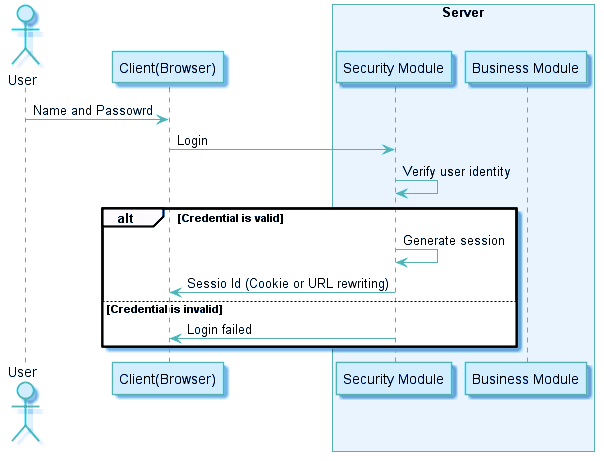 Server
User
Client(Browser)
Security Module
Business Module
Name and Passowrd
Login
Verify user identity
alt
[Credential is valid]
Generate session
Sessio Id (Cookie or URL rewriting)
[Credential is invalid]
Login failed
User
Client(Browser)
Security Module
Business Module